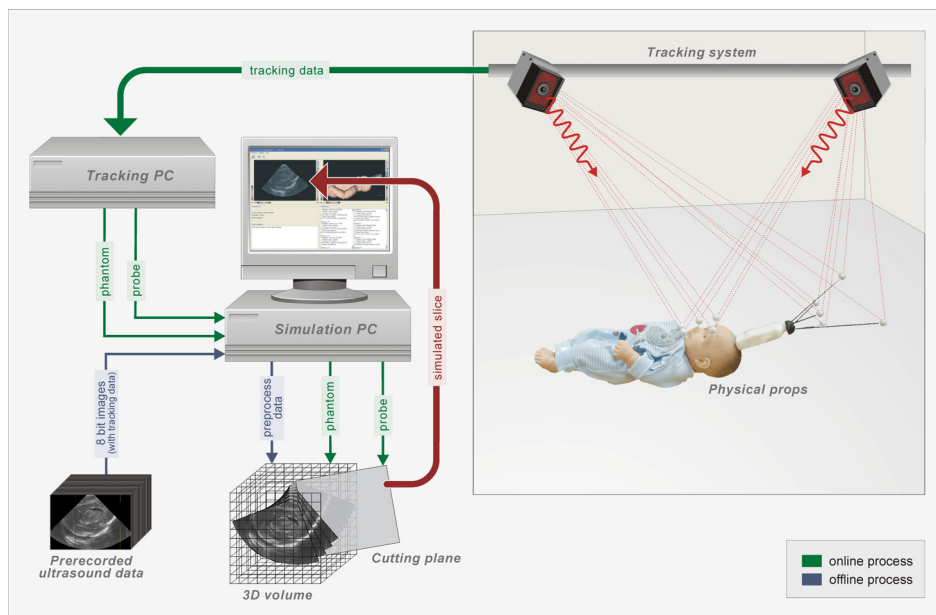 Tracking system
tracking data
Tracking PC
phantom
probe
Simulation PC
simulated slice
8 bit images
(with tracking data)
preprocess
data
phantom
probe
Physical props
Prerecorded
ultrasound data
Cutting plane
3D volume
online process
offline process